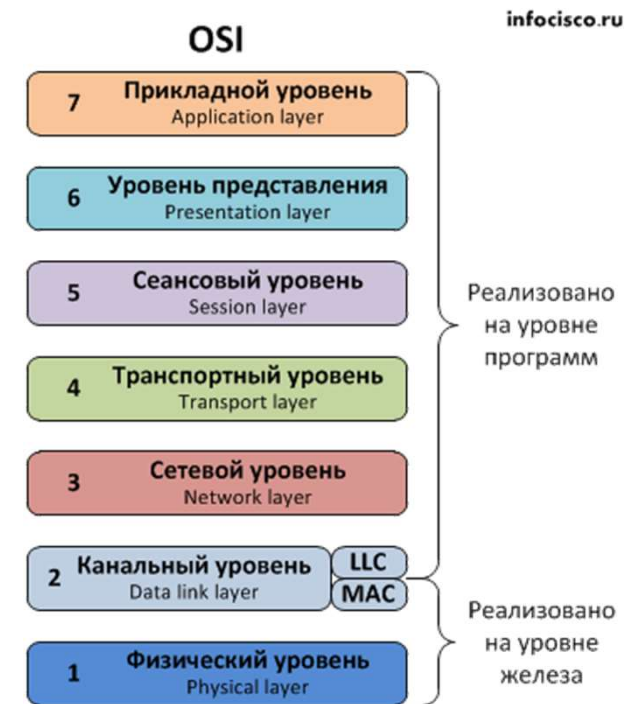 infocisco.ru
OSI
7 Прикладной уровень
Application layer
6 Уровень представления
Presentation layer
5 Сеансовый уровень
Session layer
4 Транспортный уровень
Transport layer
3 Сетевой уровень
Network layer
2 Канальный уровень
Data link layer
LLC
MAC
1 Физический уровень
Physical layer
Реализовано
на уровне
программ
Реализовано
на уровне
железа